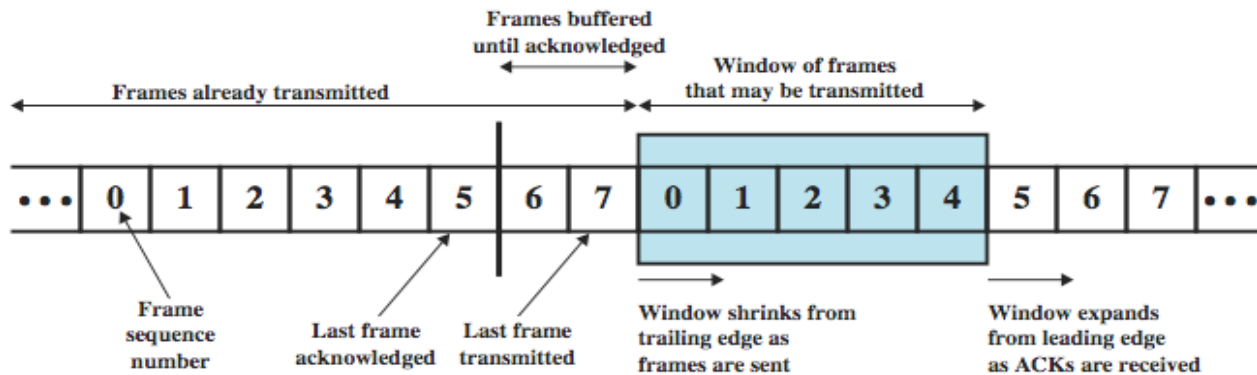 Frames buffered
until acknowledged
Window of frames
that may be transmitted
Frames already transmitted
••• 0 1 2 3 4 5 6 7 0 1 2 3 4 5 6 7 •••
Frame
sequence
number
Last frame
acknowledged
Last frame
transmitted
Window shrinks from
trailing edge as
frames are sent
Window expands
from leading edge
as ACKs are received